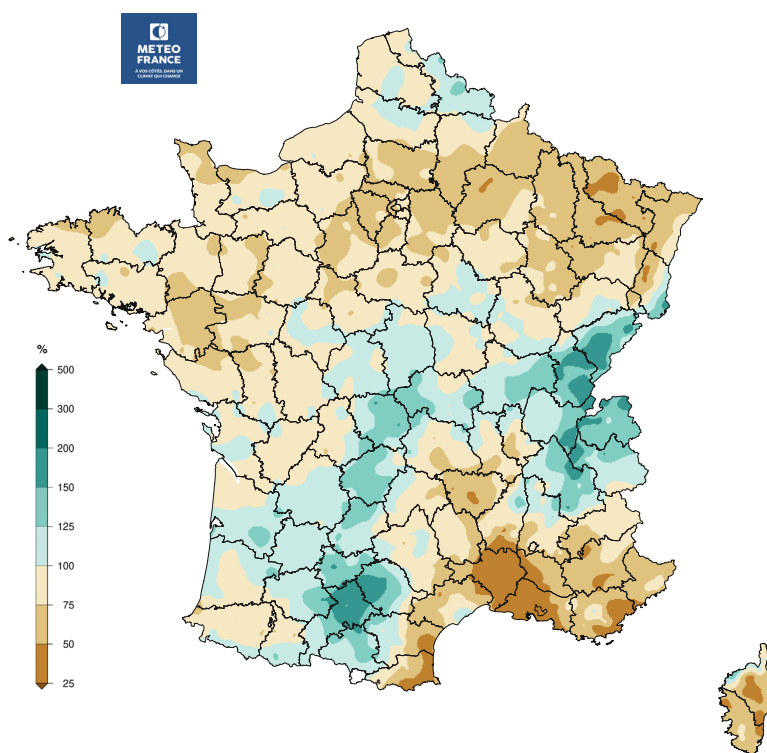 METEO
FRANCE
À VOS CÔTÉS, DANS UN
CLIMAT QUI CHANGE
%
500
300
200
150
125
100
75
50
25